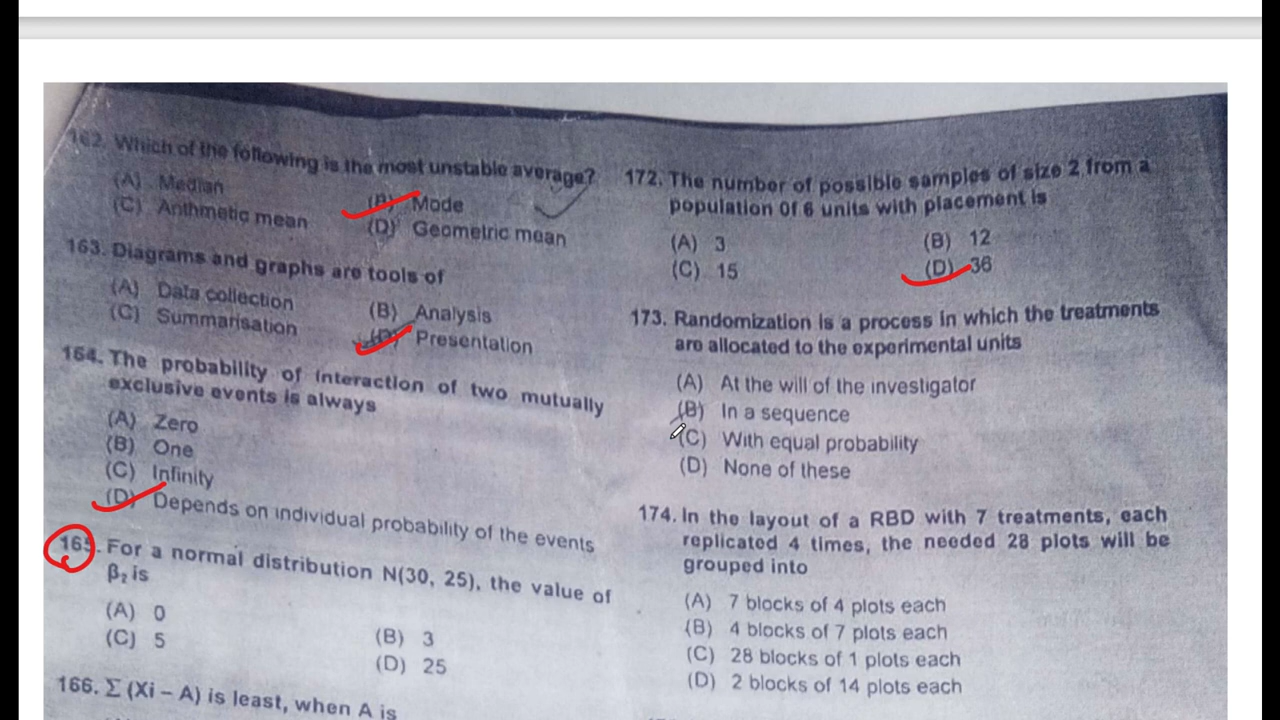 162. Which of the following is the most unstable average?
(A) Median
(B) Mode
(C) Arithmetic mean
(D) Geometric mean
163. Diagrams and graphs are tools of
(A) Data collection
(B) Analysis
(C) Summarisation
(D) Presentation
164. The probability of interaction of two mutually
exclusive events is always
(A) Zero
(B) One
(C) Infinity
(D) Depends on individual probability of the events
165. For a normal distribution N(30, 25), the value of
β₂ is
(A) 0
(B) 3
(C) 5
(D) 25
166. Σ (Xi – A) is least, when A is
172. The number of possible samples of size 2 from a
population 0f 6 units with placement is
(A) 3
(B) 12
(C) 15
(D) 36
173. Randomization is a process in which the treatments
are allocated to the experimental units
(A) At the will of the investigator
(B) In a sequence
(C) With equal probability
(D) None of these
174. In the layout of a RBD with 7 treatments, each
replicated 4 times, the needed 28 plots will be
grouped into
(A) 7 blocks of 4 plots each
(B) 4 blocks of 7 plots each
(C) 28 blocks of 1 plots each
(D) 2 blocks of 14 plots each